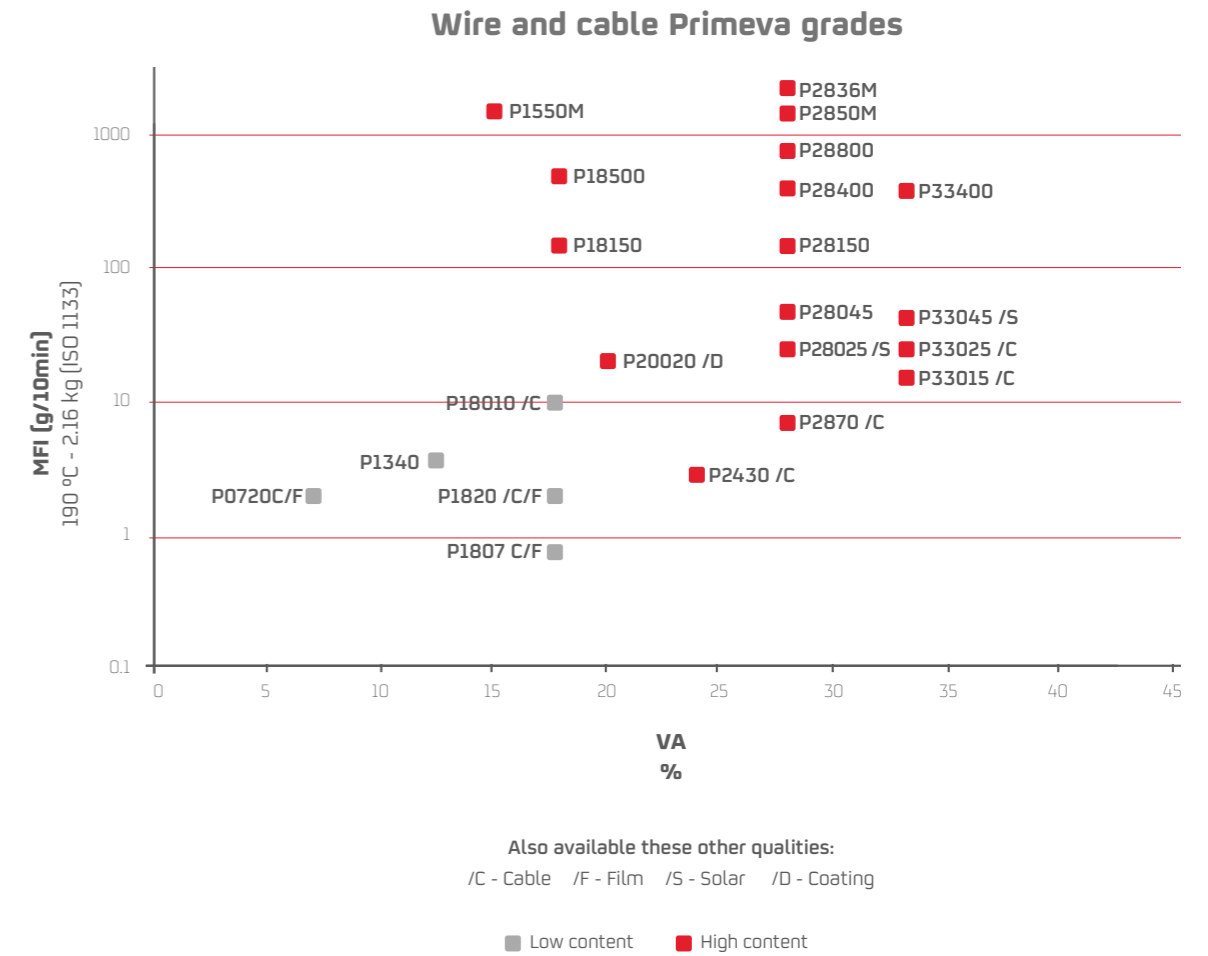 Wire and cable Primeva grades
P2836M
P1550M
P2850M
1000
P28800
P18500
P28400
P33400
P18150
P28150
100
P28045
P33045 /S
P28025 /S
P33025 /C
P20020 /D
P33015 /C
10
P18010 /C
P2870 /C
P1340
P2430 /C
P0720C/F
P1820 /C/F
1
P1807 C/F
0.1
MFI (g/10min)
190 ºC - 2.16 kg (ISO 1133)
0 5 10 15 20 25 30 35 40 45
VA
%
Also available these other qualities:
/C - Cable /F - Film /S - Solar /D - Coating
Low content High content